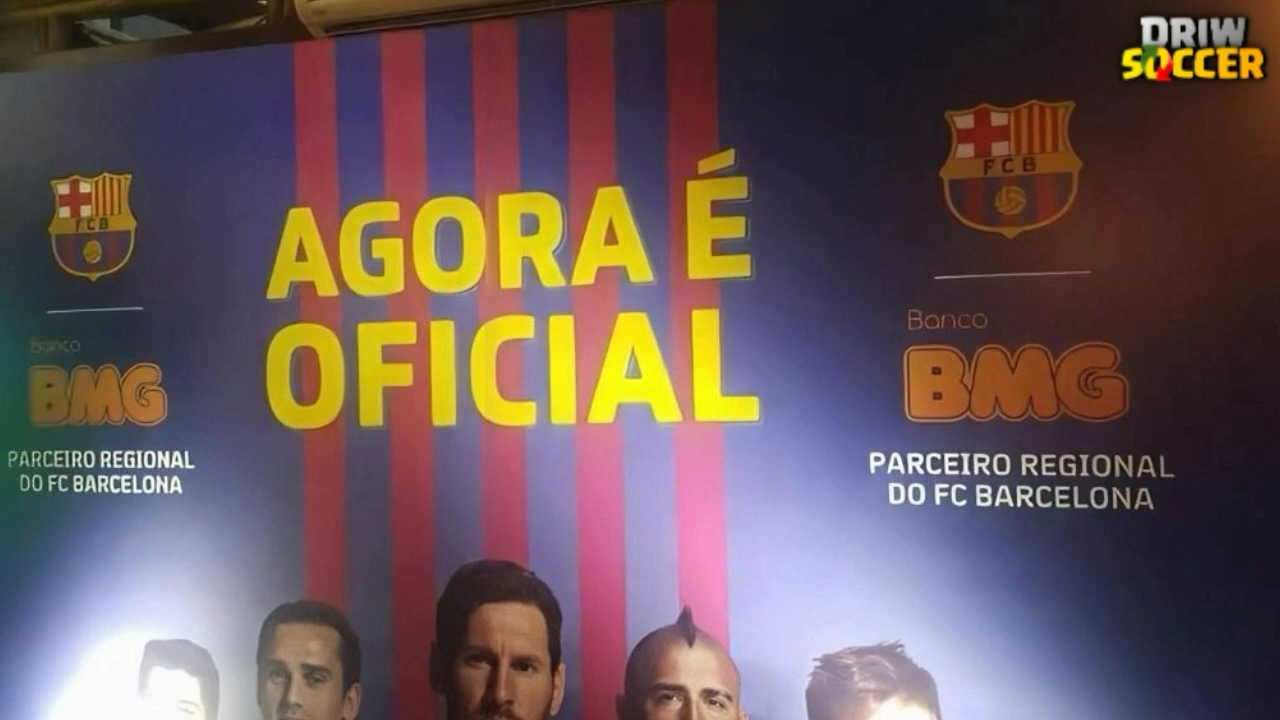 DRIW
SOCCER
FCB
FCB
AGORA É
OFICIAL
Banco
BMG
PARCEIRO REGIONAL
DO FC BARCELONA
Banco
BMG
PARCEIRO REGIONAL
DO FC BARCELONA